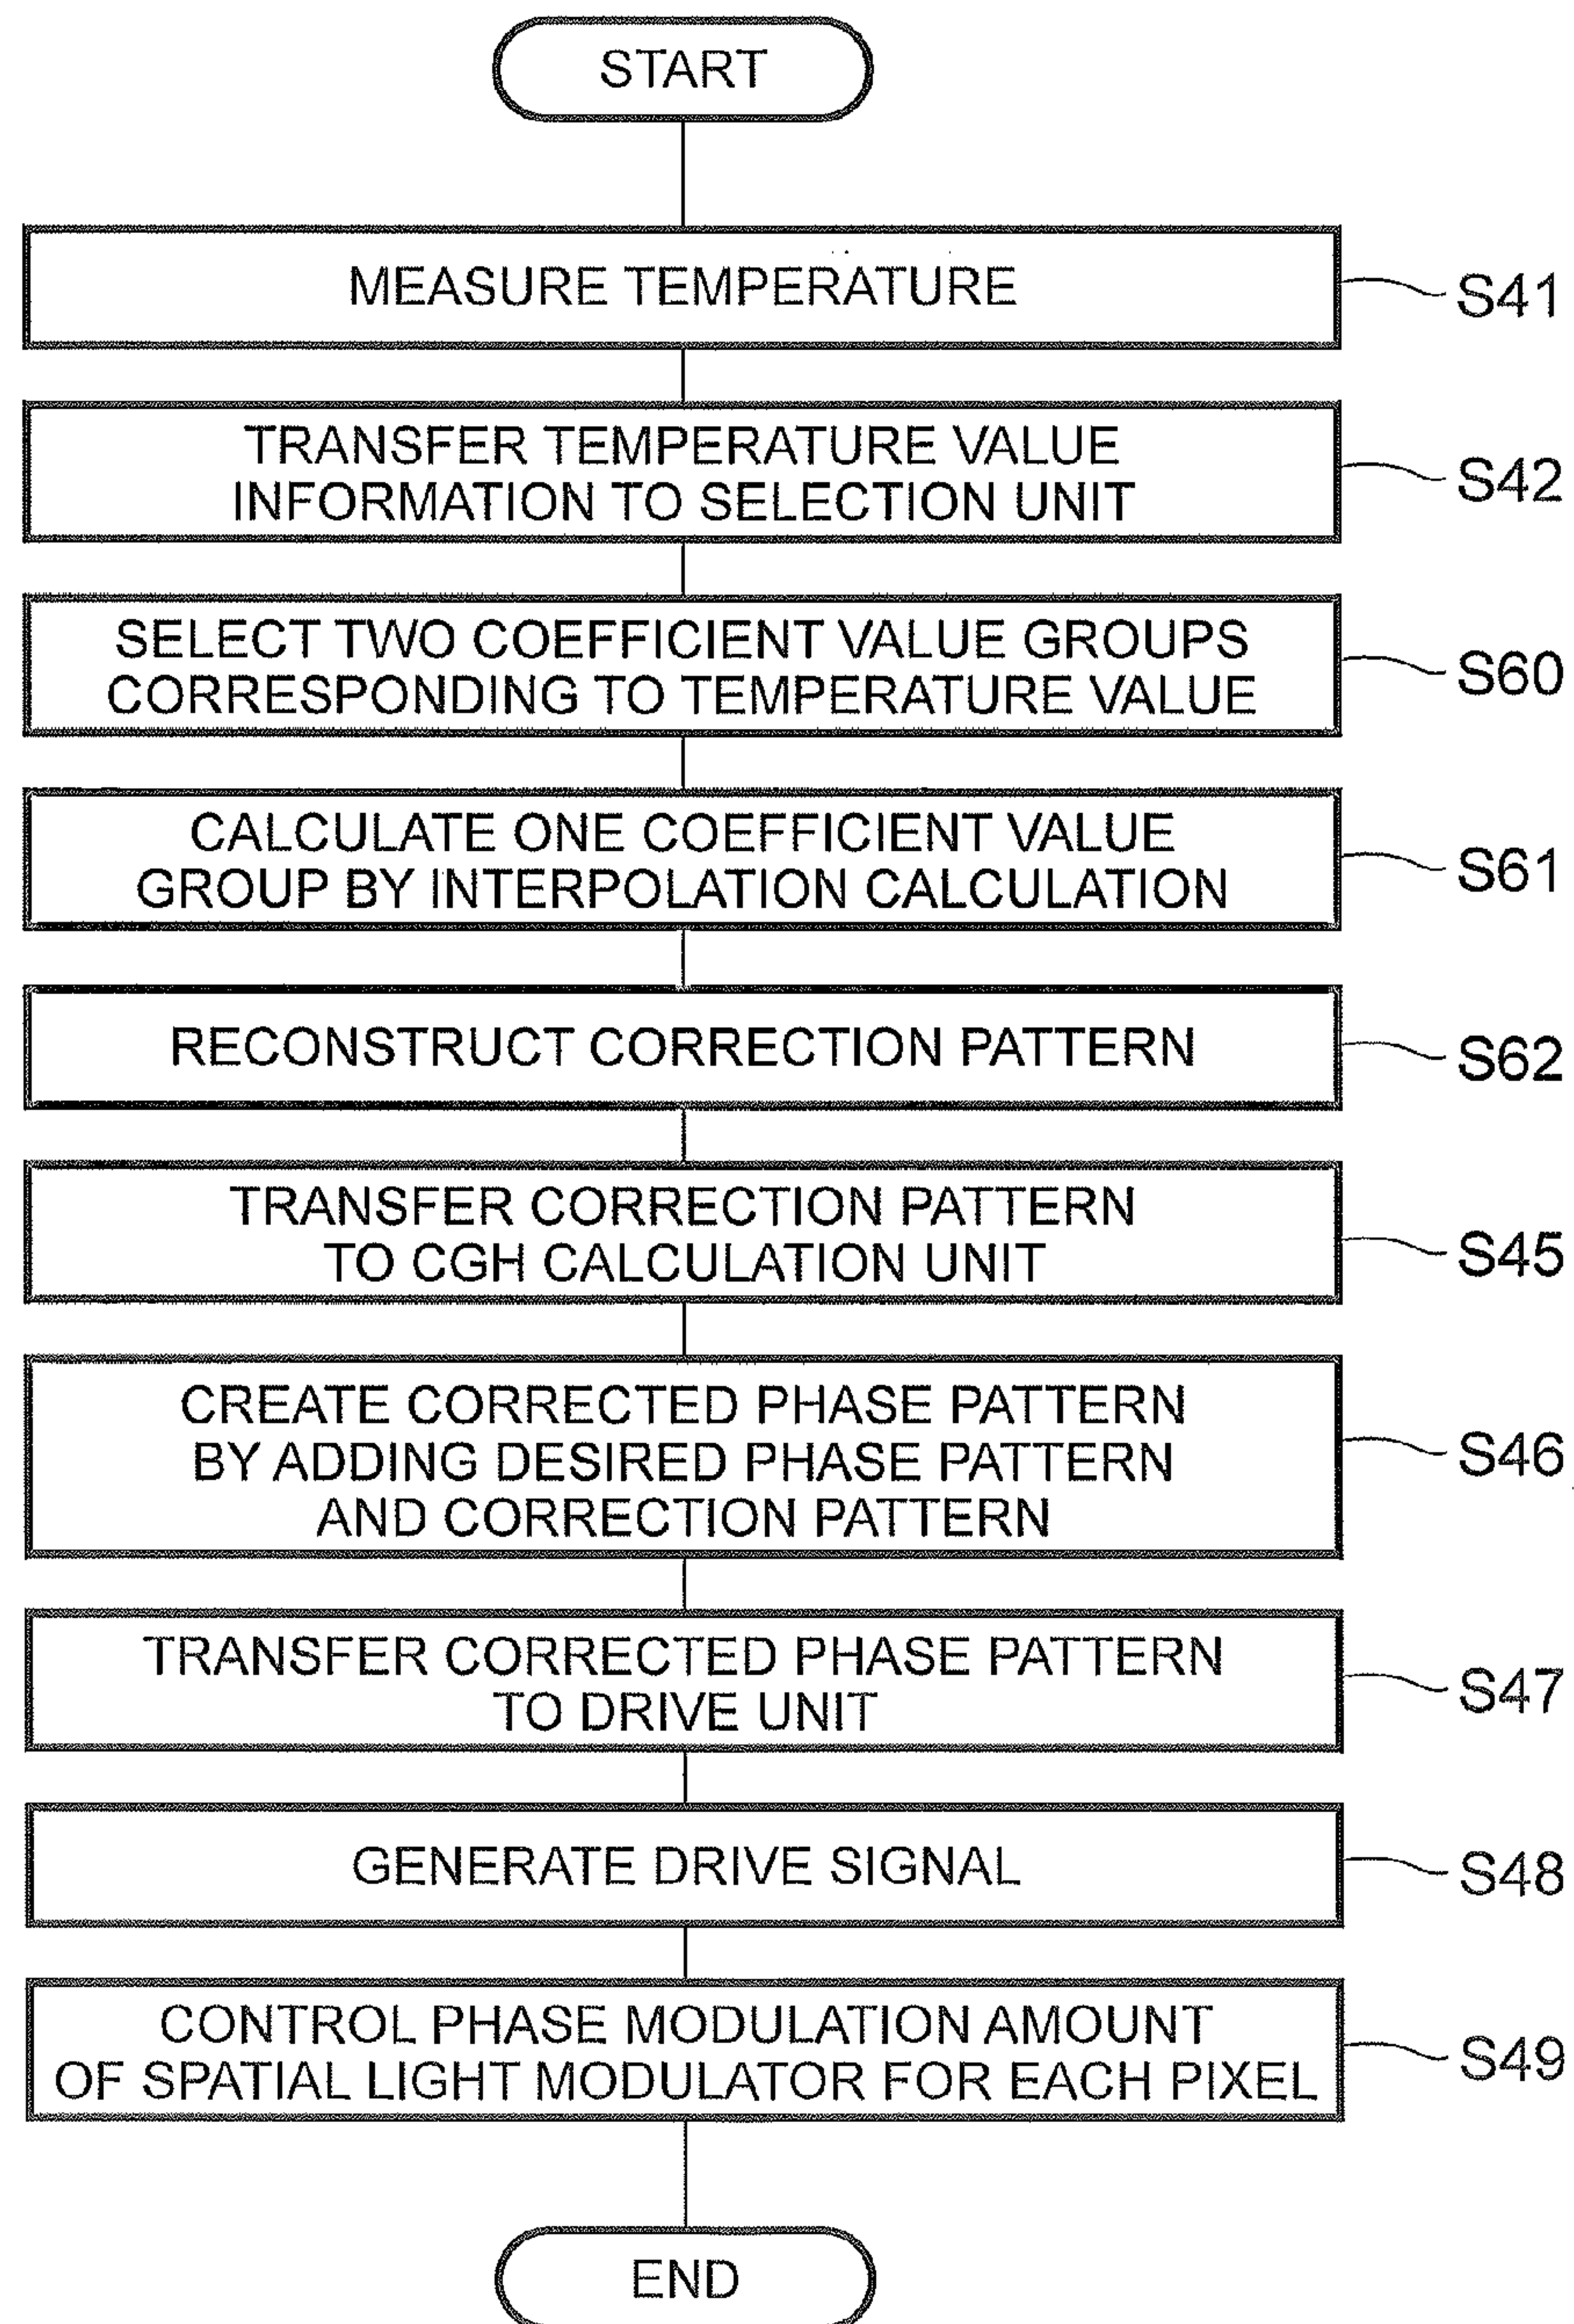 START
MEASURE TEMPERATURE
S41
TRANSFER TEMPERATURE VALUE
INFORMATION TO SELECTION UNIT
S42
SELECT TWO COEFFICIENT VALUE GROUPS
CORRESPONDING TO TEMPERATURE VALUE
S60
CALCULATE ONE COEFFICIENT VALUE
GROUP BY INTERPOLATION CALCULATION
S61
RECONSTRUCT CORRECTION PATTERN
S62
TRANSFER CORRECTION PATTERN
TO CGH CALCULATION UNIT
S45
CREATE CORRECTED PHASE PATTERN
BY ADDING DESIRED PHASE PATTERN
AND CORRECTION PATTERN
S46
TRANSFER CORRECTED PHASE PATTERN
TO DRIVE UNIT
S47
GENERATE DRIVE SIGNAL
S48
CONTROL PHASE MODULATION AMOUNT
OF SPATIAL LIGHT MODULATOR FOR EACH PIXEL
S49
END